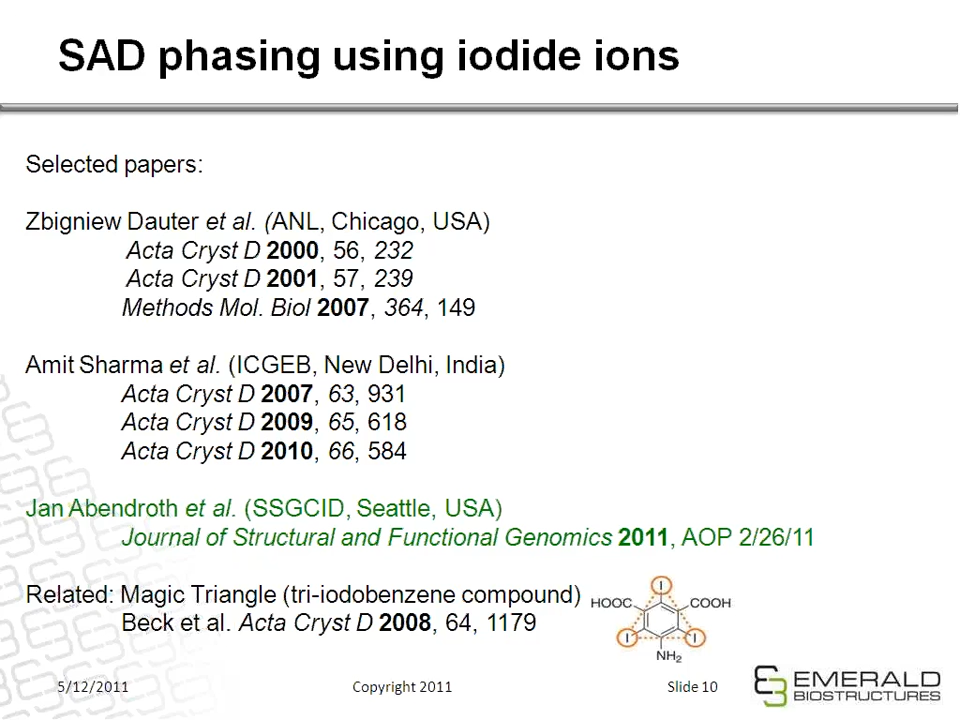 SAD phasing using iodide ions
Selected papers:
Zbigniew Dauter et al. (ANL, Chicago, USA)
Acta Cryst D 2000, 56, 232
Acta Cryst D 2001, 57, 239
Methods Mol. Biol 2007, 364, 149
Amit Sharma et al. (ICGEB, New Delhi, India)
Acta Cryst D 2007, 63, 931
Acta Cryst D 2009, 65, 618
Acta Cryst D 2010, 66, 584
Jan Abendroth et al. (SSGCID, Seattle, USA)
Journal of Structural and Functional Genomics 2011, AOP 2/26/11
Related: Magic Triangle (tri-iodobenzene compound)
Beck et al. Acta Cryst D 2008, 64, 1179
I
HOOC COOH
I I
NH2
5/12/2011 Copyright 2011 Slide 10
EMERALD
BIOSTRUCTURES